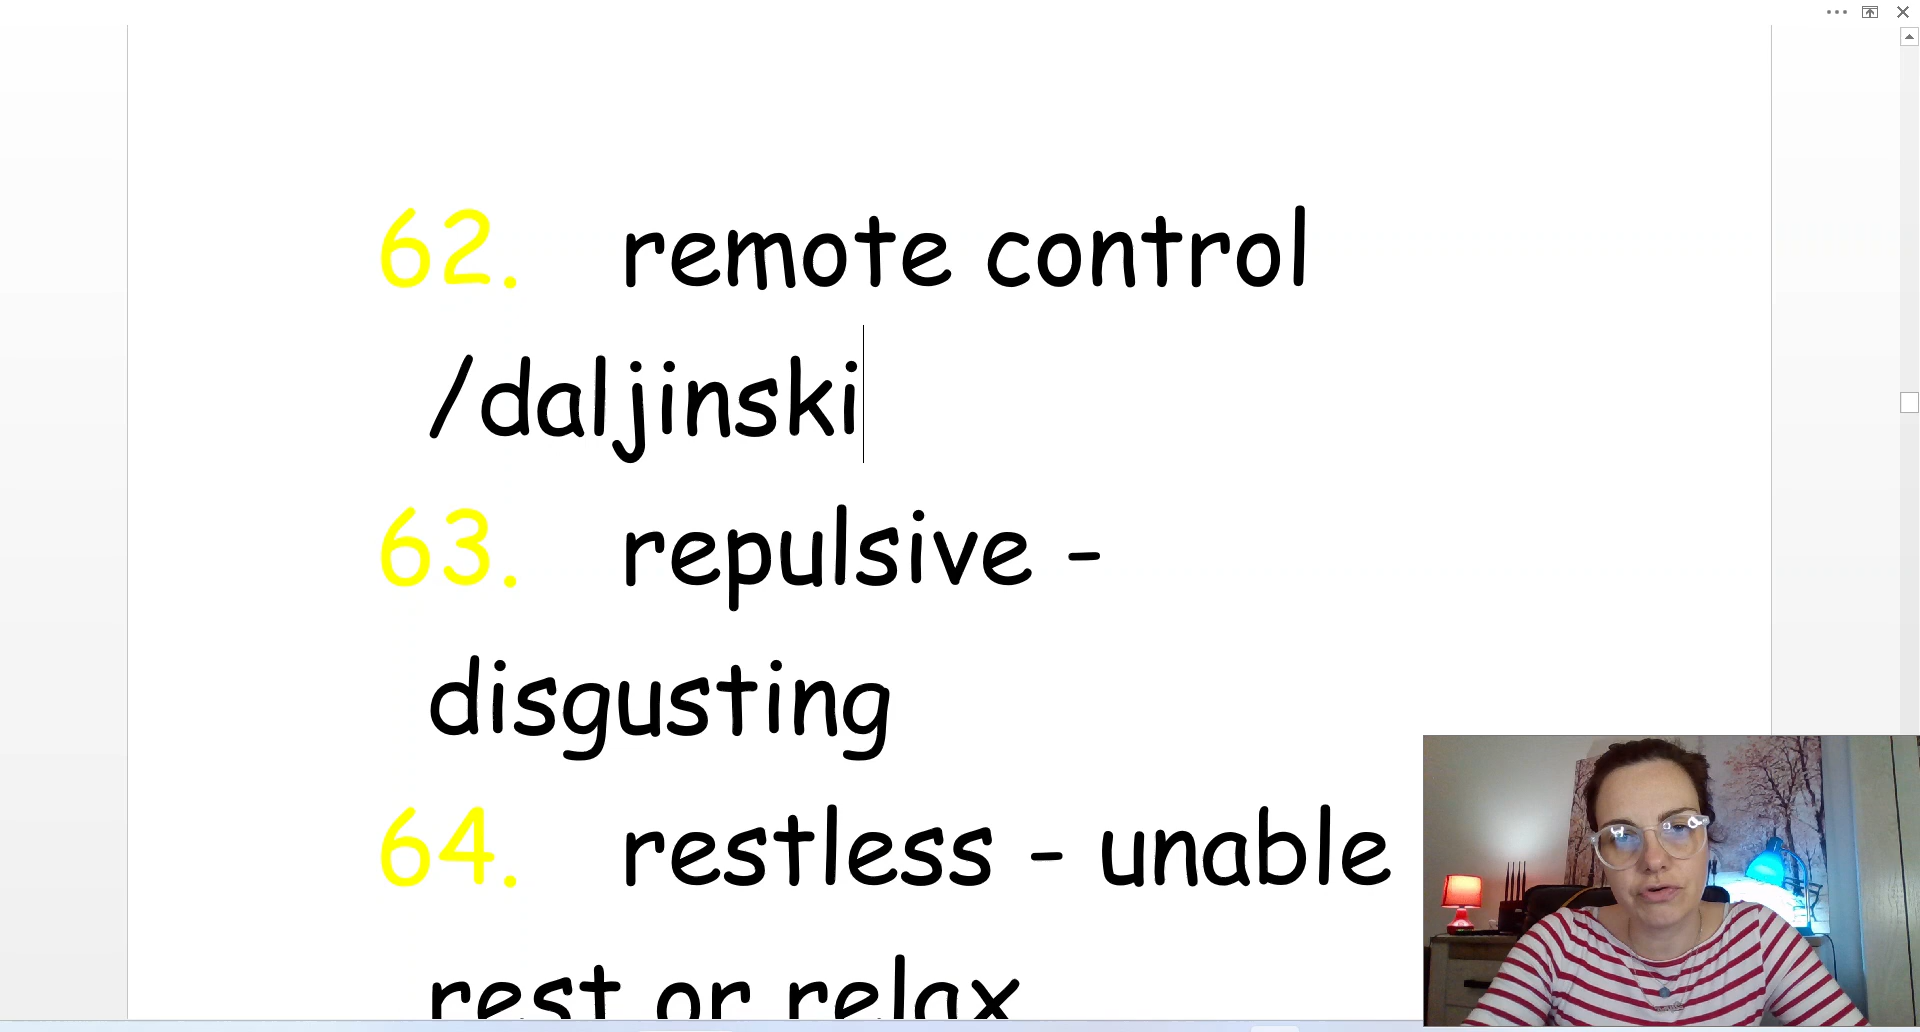 62. remote control
/daljinski
63. repulsive -
disgusting
64. restless - unable
rest or relax